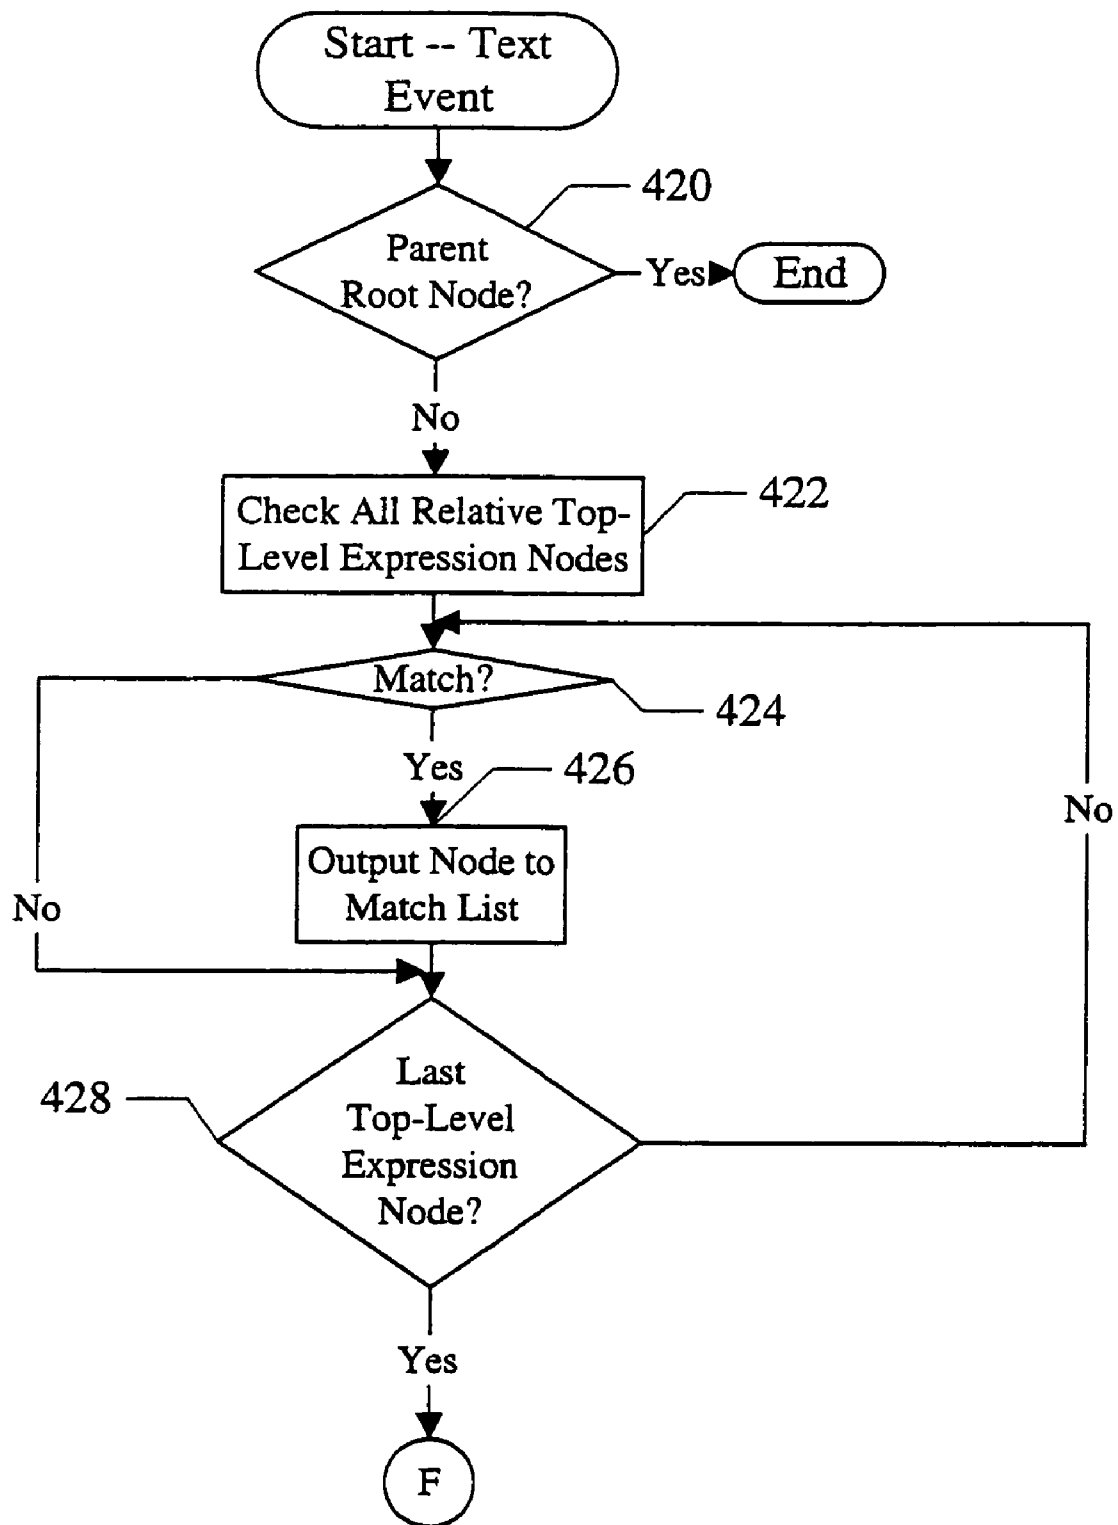 Start -- Text
Event
420
Parent
Root Node?
Yes
End
No
422
Check All Relative Top-
Level Expression Nodes
Match?
424
Yes
426
No
Output Node to
Match List
No
428
Last
Top-Level
Expression
Node?
Yes
F